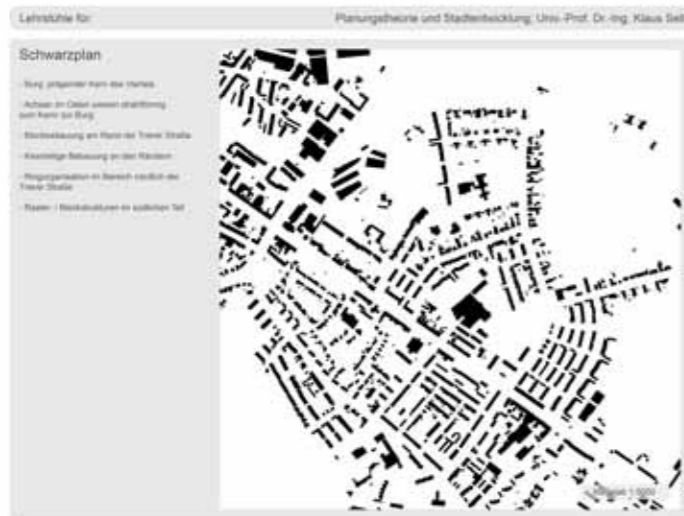 Lehrstühle für:
Planungstheorie und Stadtentwicklung; Univ.-Prof. Dr.-Ing. Klaus Sell
Schwarzplan
- Burg prägender Kern des Viertels
- Achsen im Osten weisen strahlförmig
zum Kern zur Burg
- Blockbebauung am Rand der Trierer Straße
- Kleinteilige Bebauung an den Rändern
- Ringorganisation im Bereich nördlich der
Trierer Straße
- Raster- / Blockstrukturen im südlichen Teil